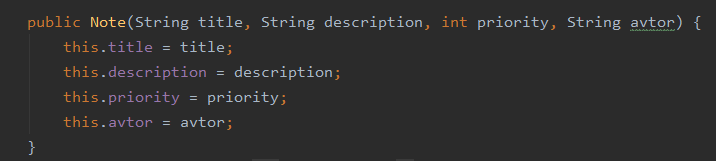 public Note(String title, String description, int priority, String avtor) {
this.title = title;
this.description = description;
this.priority = priority;
this.avtor = avtor;
}